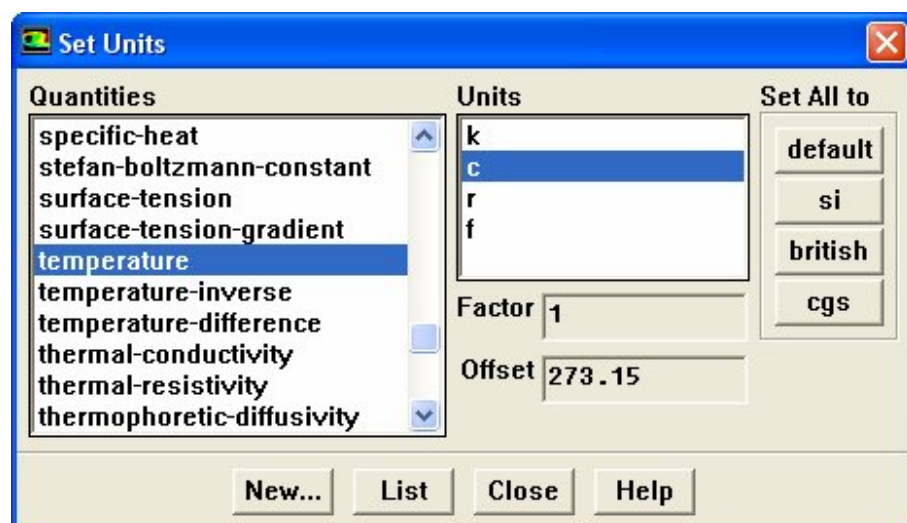 Set Units
Quantities
specific-heat
stefan-boltzmann-constant
surface-tension
surface-tension-gradient
temperature
temperature-inverse
temperature-difference
thermal-conductivity
thermal-resistivity
thermophoretic-diffusivity
Units
k
c
r
f
Factor 1
Offset 273.15
Set All to
default
si
british
cgs
New... List Close Help